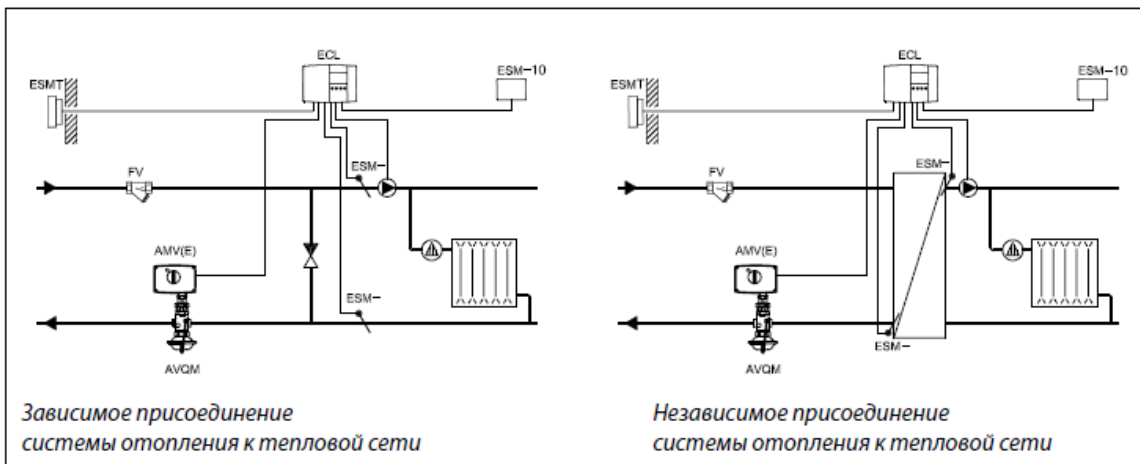 ECL
ESM-10
ESMT
FV
ESM-
AMV(E)
ESM-
AVQM
Зависимое присоединение
системы отопления к тепловой сети
ECL
ESM-10
ESMT
ESM-
FV
AMV(E)
ESM-
AVQM
Независимое присоединение
системы отопления к тепловой сети